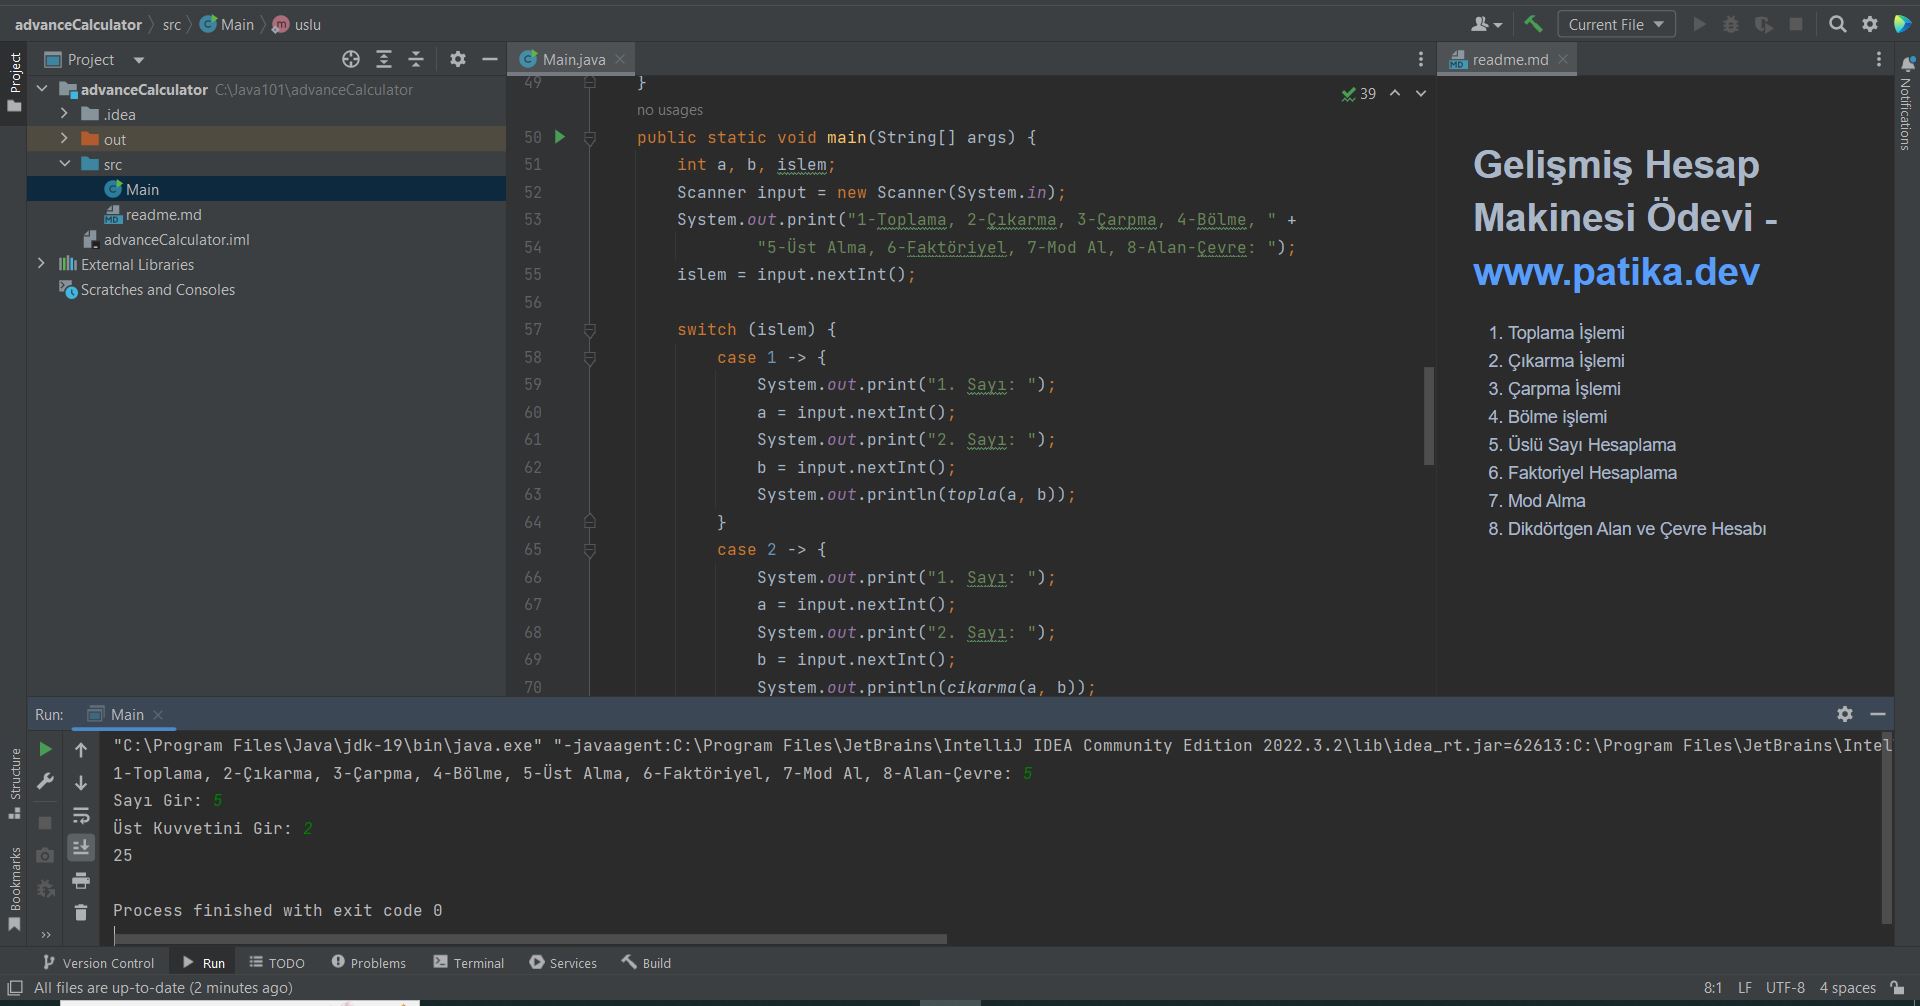 advanceCalculator src Main uslu
Current File
Project
Project
advanceCalculator C:\Java101\advanceCalculator
.idea
out
src
Main
readme.md
advanceCalculator.iml
External Libraries
Scratches and Consoles
Main.java
39
49 }
no usages
50 public static void main(String[] args) {
51 int a, b, islem;
52 Scanner input = new Scanner(System.in);
53 System.out.print("1-Toplama, 2-Çıkarma, 3-Çarpma, 4-Bölme, " +
54 "5-Üst Alma, 6-Faktöriyel, 7-Mod Al, 8-Alan-Çevre: ");
55 islem = input.nextInt();
56
57 switch (islem) {
58 case 1 -> {
59 System.out.print("1. Sayı: ");
60 a = input.nextInt();
61 System.out.print("2. Sayı: ");
62 b = input.nextInt();
63 System.out.println(topla(a, b));
64 }
65 case 2 -> {
66 System.out.print("1. Sayı: ");
67 a = input.nextInt();
68 System.out.print("2. Sayı: ");
69 b = input.nextInt();
70 System.out.println(cikarma(a, b));
readme.md
Gelişmiş Hesap
Makinesi Ödevi -
www.patika.dev
1. Toplama İşlemi
2. Çıkarma İşlemi
3. Çarpma İşlemi
4. Bölme işlemi
5. Üslü Sayı Hesaplama
6. Faktoriyel Hesaplama
7. Mod Alma
8. Dikdörtgen Alan ve Çevre Hesabı
Notifications
Run: Main
"C:\Program Files\Java\jdk-19\bin\java.exe" "-javaagent:C:\Program Files\JetBrains\IntelliJ IDEA Community Edition 2022.3.2\lib\idea_rt.jar=62613:C:\Program Files\JetBrains\Intel
1-Toplama, 2-Çıkarma, 3-Çarpma, 4-Bölme, 5-Üst Alma, 6-Faktöriyel, 7-Mod Al, 8-Alan-Çevre: 5
Sayı Gir: 5
Üst Kuvvetini Gir: 2
25
Process finished with exit code 0
Structure
Bookmarks
Version Control Run TODO Problems Terminal Services Build
All files are up-to-date (2 minutes ago)
8:1 LF UTF-8 4 spaces